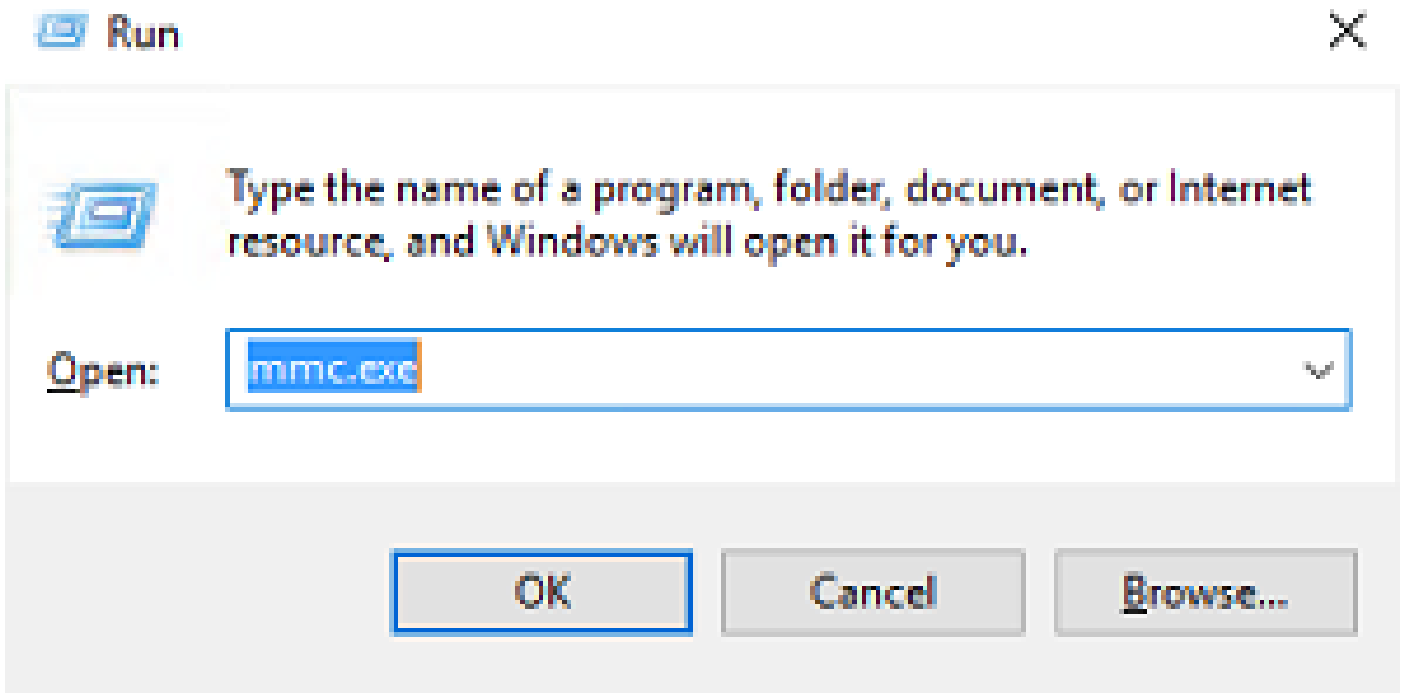 Run
Type the name of a program, folder, document, or Internet
resource, and Windows will open it for you.
Open: mmc.exe
OK Cancel Browse...